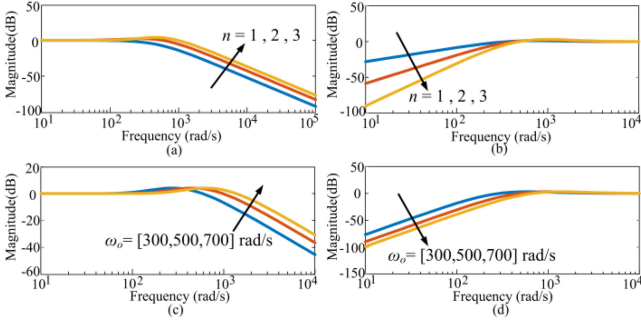 50
0
-50
-100
Magnitude(dB)
n = 1 , 2 , 3
10^1
10^2
10^3
10^4
10^5
Frequency (rad/s)
(a)
50
0
-50
-100
Magnitude(dB)
n = 1 , 2 , 3
10^1
10^2
10^3
10^4
Frequency (rad/s)
(b)
20
0
-20
-40
-60
Magnitude(dB)
ω_o= [300,500,700] rad/s
10^1
10^2
10^3
10^4
Frequency (rad/s)
(c)
50
0
-50
-100
-150
Magnitude(dB)
ω_o= [300,500,700] rad/s
10^1
10^2
10^3
10^4
Frequency (rad/s)
(d)